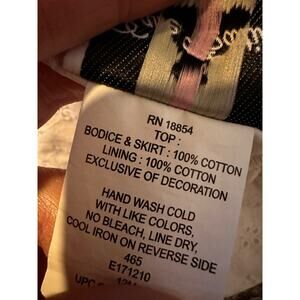 RN 18854
TOP :
BODICE & SKIRT : 100% COTTON
LINING : 100% COTTON
EXCLUSIVE OF DECORATION
HAND WASH COLD
WITH LIKE COLORS,
NO BLEACH, LINE DRY,
COOL IRON ON REVERSE SIDE
465
E171210
UPC